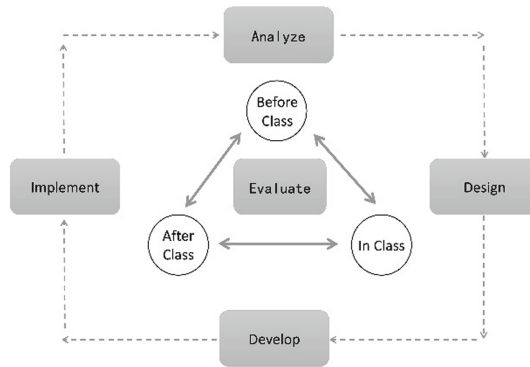 Analyze
Before
Class
Implement
Evaluate
Design
After
Class
In Class
Develop